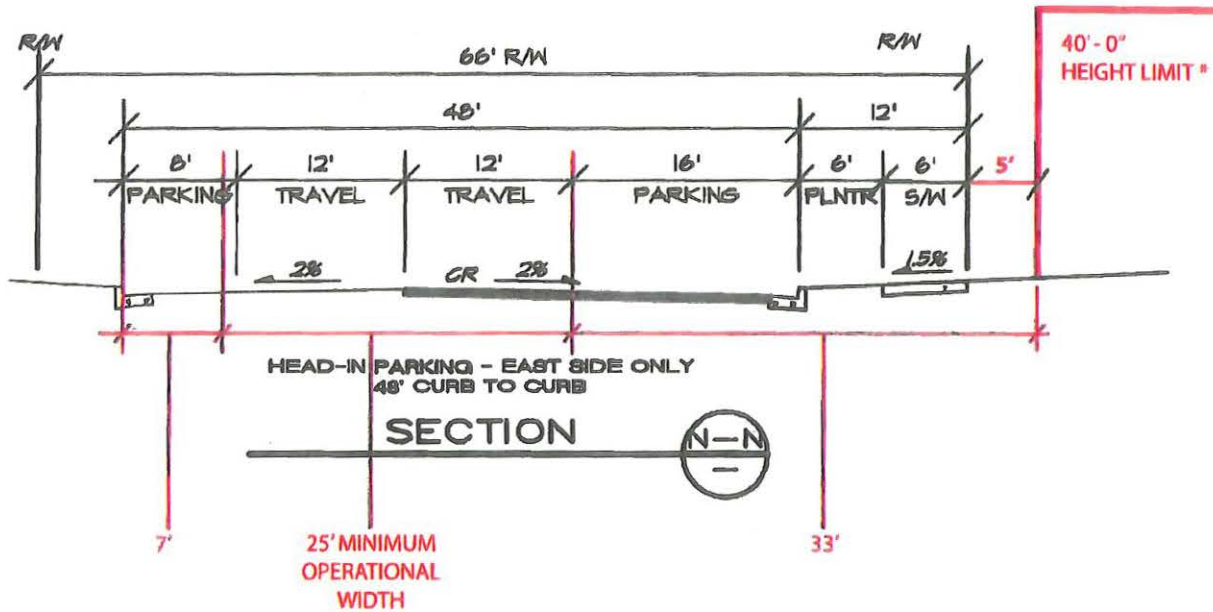 R/W
66' R/W
R/W
40'-0"
HEIGHT LIMIT *
48'
12'
8'
12'
12'
16'
6'
6'
5'
PARKING
TRAVEL
TRAVEL
PARKING
PLNTR
S/W
2%
CR
2%
1.5%
HEAD-IN PARKING - EAST SIDE ONLY
48' CURB TO CURB
SECTION
N-N
7'
25' MINIMUM
OPERATIONAL
WIDTH
33'